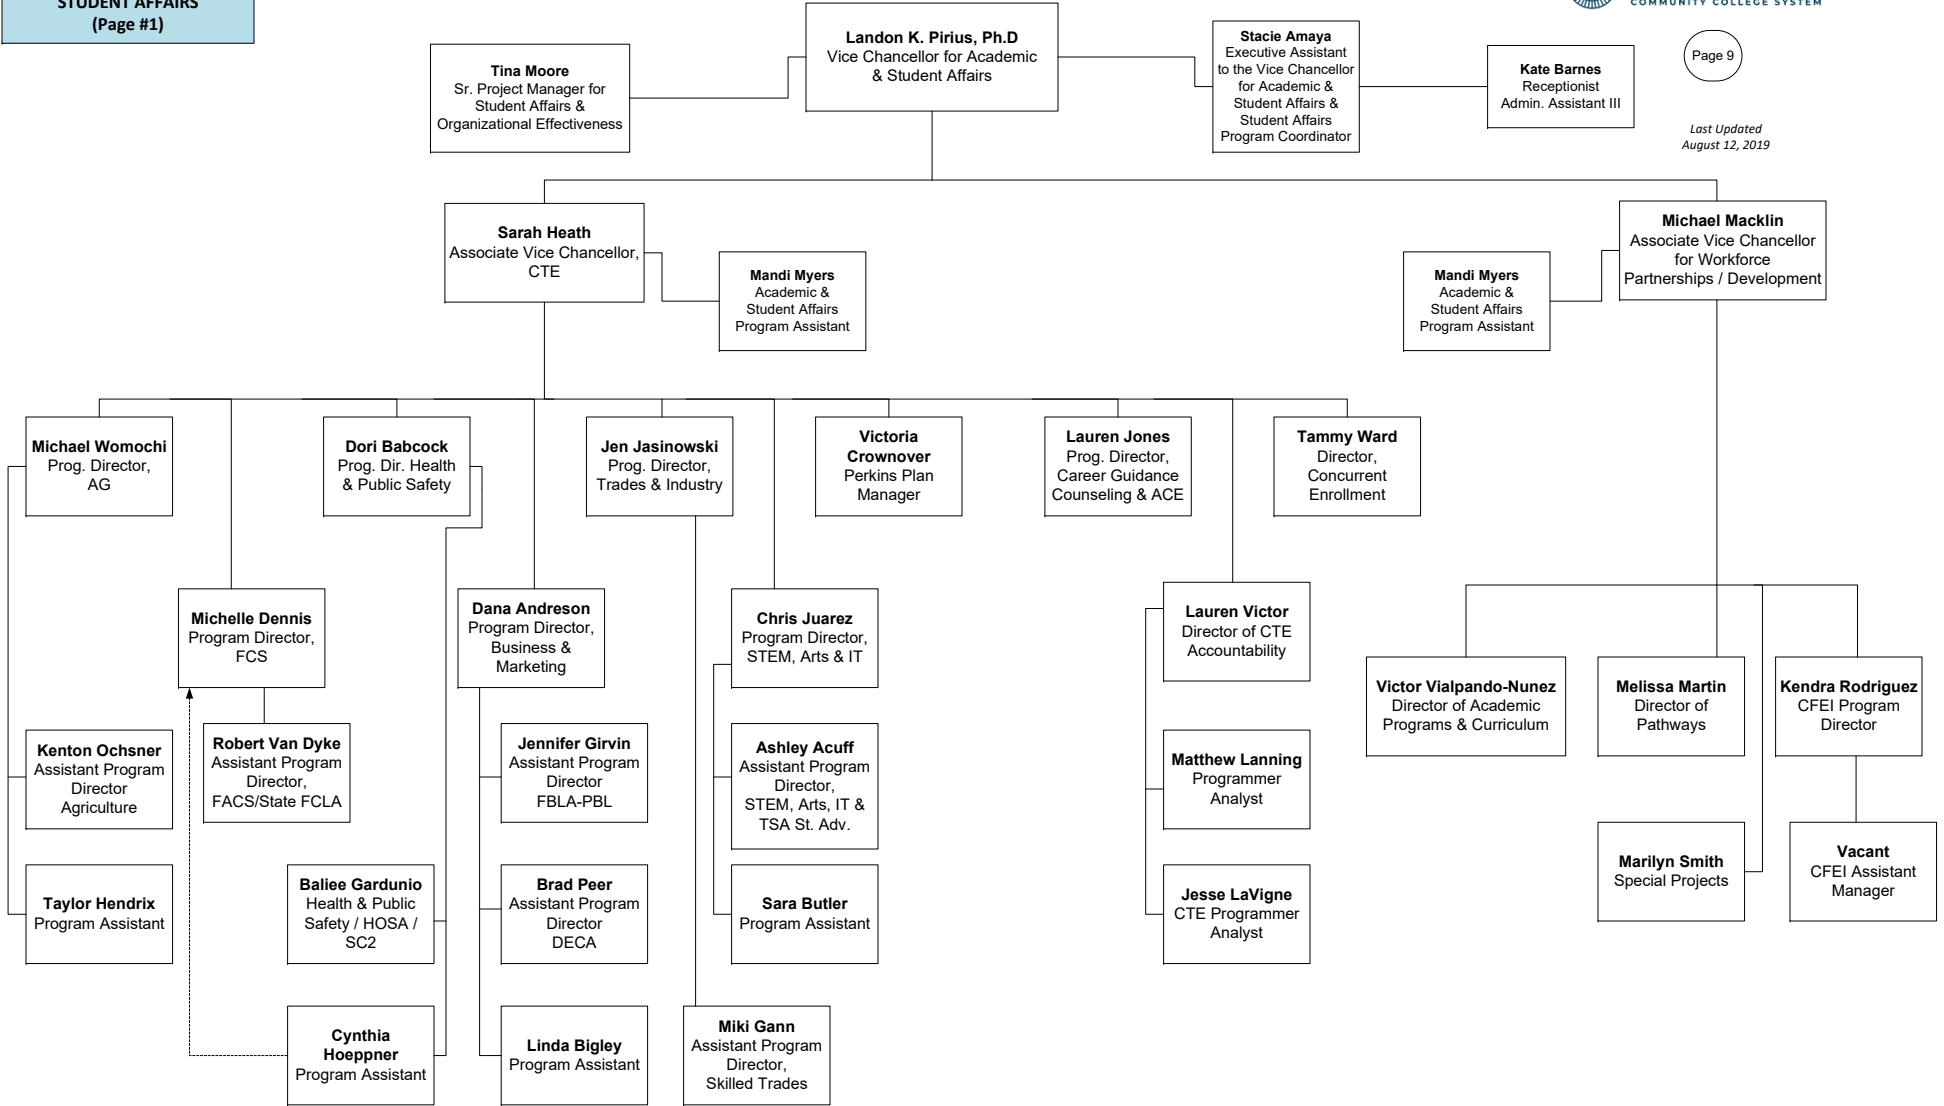 STUDENT AFFAIRS
(Page #1)
COMMUNITY COLLEGE SYSTEM
Page 9
Last Updated
August 12, 2019
Landon K. Pirius, Ph.D
Vice Chancellor for Academic
& Student Affairs
Tina Moore
Sr. Project Manager for
Student Affairs &
Organizational Effectiveness
Stacie Amaya
Executive Assistant
to the Vice Chancellor
for Academic &
Student Affairs &
Student Affairs
Program Coordinator
Kate Barnes
Receptionist
Admin. Assistant III
Sarah Heath
Associate Vice Chancellor,
CTE
Mandi Myers
Academic &
Student Affairs
Program Assistant
Mandi Myers
Academic &
Student Affairs
Program Assistant
Michael Macklin
Associate Vice Chancellor
for Workforce
Partnerships / Development
Michael Womochi
Prog. Director,
AG
Dori Babcock
Prog. Dir. Health
& Public Safety
Jen Jasinowski
Prog. Director,
Trades & Industry
Victoria
Crownover
Perkins Plan
Manager
Lauren Jones
Prog. Director,
Career Guidance
Counseling & ACE
Tammy Ward
Director,
Concurrent
Enrollment
Michelle Dennis
Program Director,
FCS
Dana Andreson
Program Director,
Business &
Marketing
Chris Juarez
Program Director,
STEM, Arts & IT
Lauren Victor
Director of CTE
Accountability
Victor Vialpando-Nunez
Director of Academic
Programs & Curriculum
Melissa Martin
Director of
Pathways
Kendra Rodriguez
CFEI Program
Director
Kenton Ochsner
Assistant Program
Director
Agriculture
Robert Van Dyke
Assistant Program
Director,
FACS/State FCLA
Jennifer Girvin
Assistant Program
Director
FBLA-PBL
Ashley Acuff
Assistant Program
Director,
STEM, Arts, IT &
TSA St. Adv.
Matthew Lanning
Programmer
Analyst
Marilyn Smith
Special Projects
Vacant
CFEI Assistant
Manager
Taylor Hendrix
Program Assistant
Baliee Gardunio
Health & Public
Safety / HOSA /
SC2
Brad Peer
Assistant Program
Director
DECA
Sara Butler
Program Assistant
Jesse LaVigne
CTE Programmer
Analyst
Cynthia
Hoeppner
Program Assistant
Linda Bigley
Program Assistant
Miki Gann
Assistant Program
Director,
Skilled Trades